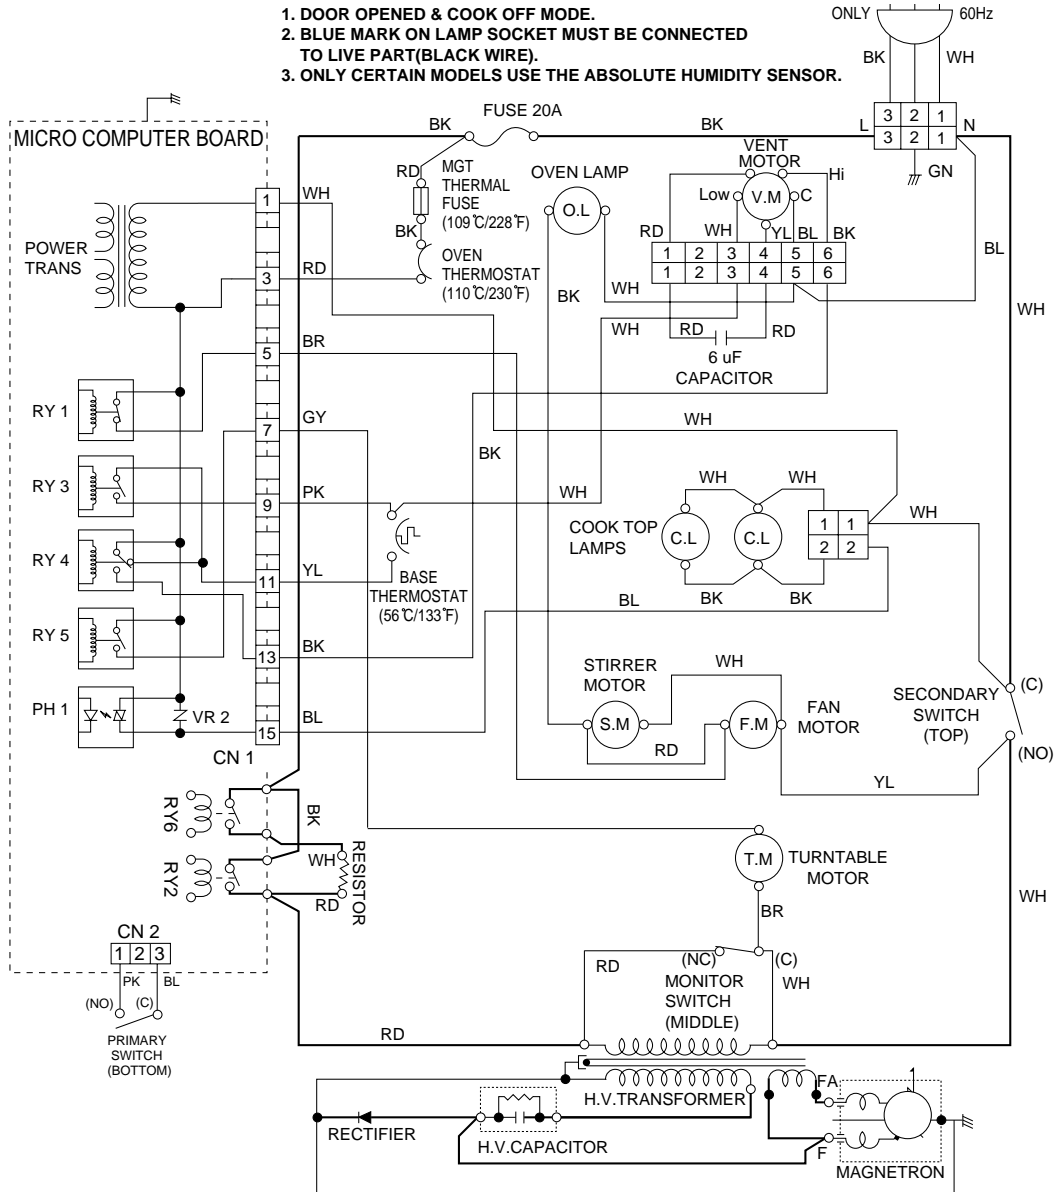 1. DOOR OPENED & COOK OFF MODE.
2. BLUE MARK ON LAMP SOCKET MUST BE CONNECTED
TO LIVE PART(BLACK WIRE).
3. ONLY CERTAIN MODELS USE THE ABSOLUTE HUMIDITY SENSOR.
ONLY 60Hz
BK WH
3 2 1
L 3 2 1 N
GN
MICRO COMPUTER BOARD
BK FUSE 20A BK
RD MGT
THERMAL
FUSE
(109℃/228℉)
BK OVEN
THERMOSTAT
(110℃/230℉)
OVEN LAMP
O.L
VENT
MOTOR
Hi
Low V.M C
RD WH YL BL BK
1 2 3 4 5 6
1 2 3 4 5 6
BL
WH
BK
WH
WH
RD RD
6 uF
CAPACITOR
POWER
TRANS
1 WH
3 RD
5 BR
7 GY
9 PK
11 YL
13 BK
15 BL
CN 1
RY 1
RY 3
RY 4
RY 5
PH 1
VR 2
BK
WH
WH
BASE
THERMOSTAT
(56℃/133℉)
WH WH
COOK TOP
LAMPS
C.L C.L
1 1
2 2
BK BK
WH
BL
STIRRER
MOTOR
WH
S.M
RD
F.M
FAN
MOTOR
SECONDARY
SWITCH
(TOP)
(C)
(NO)
YL
RY6
BK
RY2
WH
RD
RESISTOR
T.M TURNTABLE
MOTOR
BR
WH
CN 2
1 2 3
PK BL
(NO) (C)
PRIMARY
SWITCH
(BOTTOM)
RD (NC) (C)
MONITOR
SWITCH
(MIDDLE)
WH
RD
H.V.TRANSFORMER
FA
F
RECTIFIER
H.V.CAPACITOR
MAGNETRON